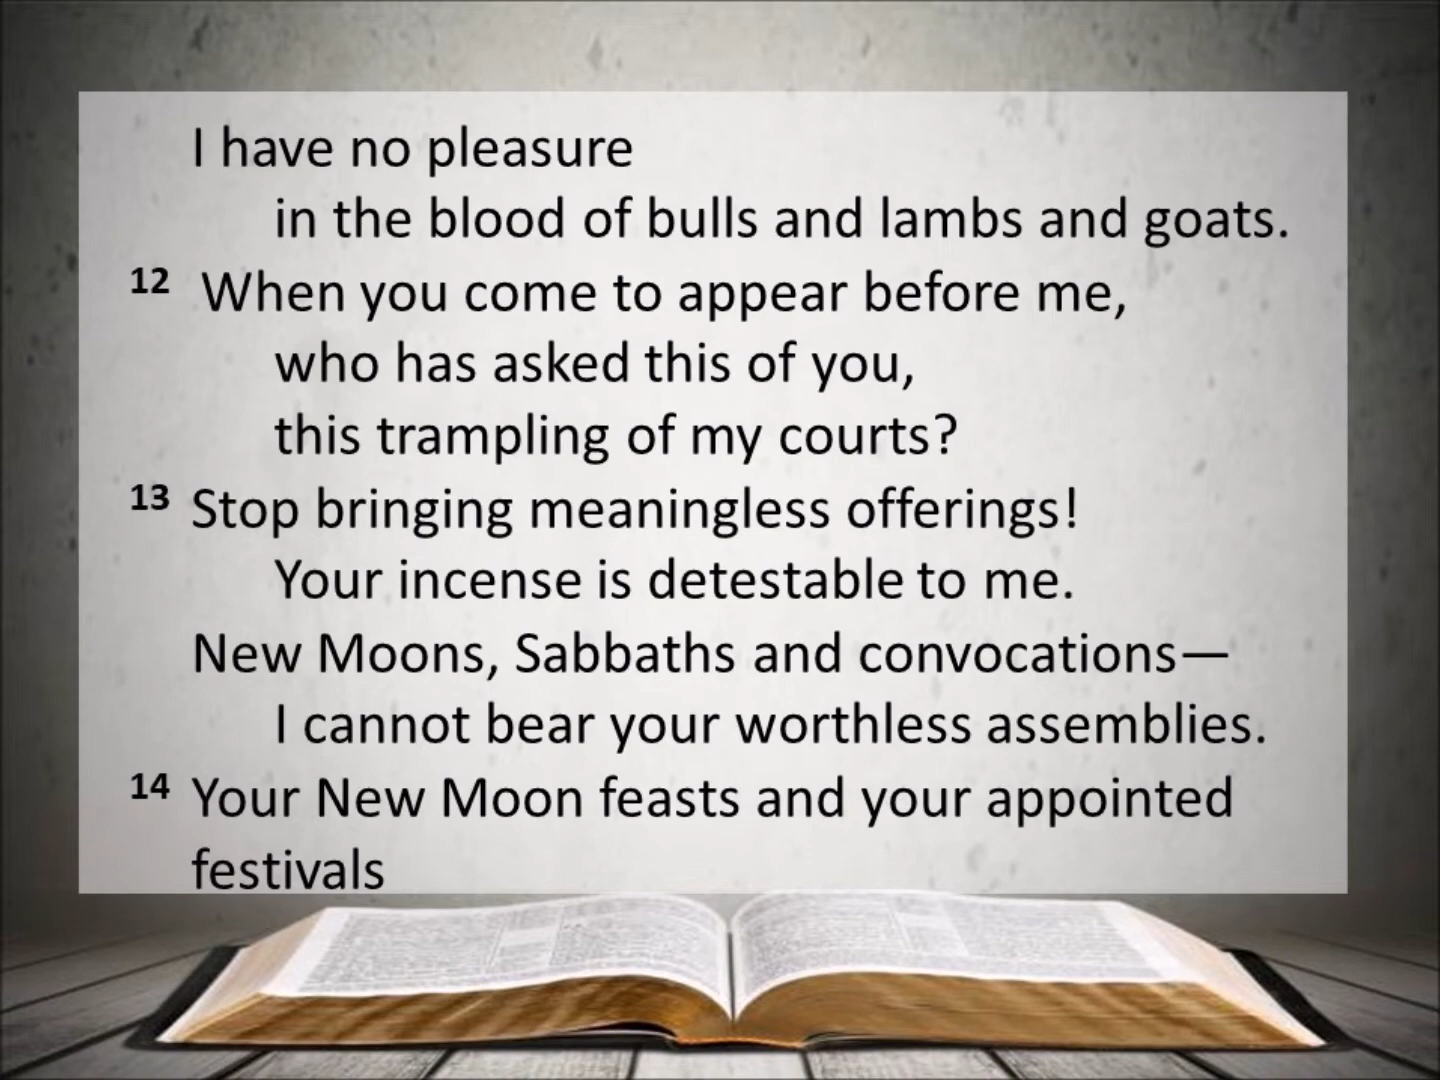 I have no pleasure
in the blood of bulls and lambs and goats.
12 When you come to appear before me,
who has asked this of you,
this trampling of my courts?
13 Stop bringing meaningless offerings!
Your incense is detestable to me.
New Moons, Sabbaths and convocations—
I cannot bear your worthless assemblies.
14 Your New Moon feasts and your appointed
festivals